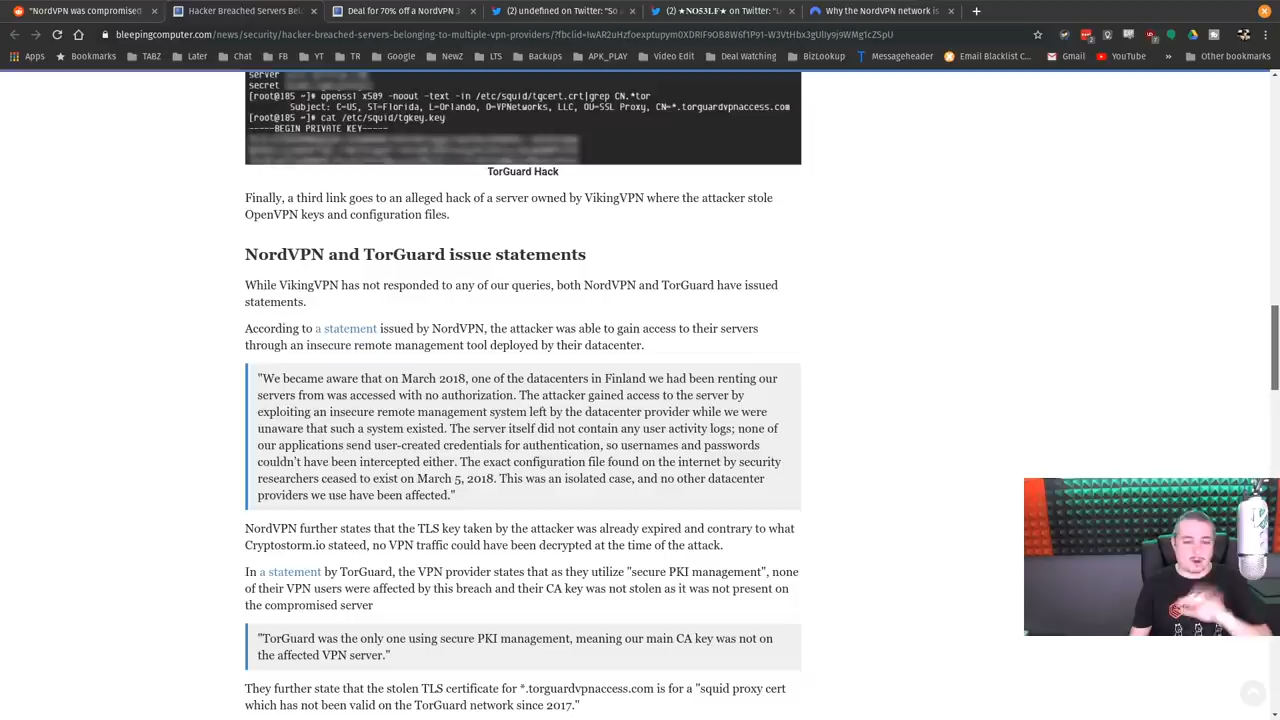 "NordVPN was compromised
Hacker Breached Servers Bel
Deal for 70% off a NordVPN 3
(2) undefined on Twitter: "So
(2) ★NO53LF★ on Twitter: "L
Why the NordVPN network is
bleepingcomputer.com/news/security/hacker-breached-servers-belonging-to-multiple-vpn-providers/?fbclid=
Apps Bookmarks TABZ Later Chat FB YT TR Google NewZ LTS Backups APK_PALTAN Video Edit Deal Watching BizLookup Messageheader Email Blacklist C... Gmail YouTube » Other bookmarks
server
secret
[root@185 ~]# openssl x509 -noout -text -in /etc/squid/tgcert.crt|grep CN.*tor
Subject: C=US, ST=Florida, L=Orlando, O=VPNetworks, LLC, OU=SSL Proxy, CN=*.torguardvpnaccess.com
[root@185 ~]# cat /etc/squid/tgkey.key
-----BEGIN PRIVATE KEY-----
TorGuard Hack
Finally, a third link goes to an alleged hack of a server owned by VikingVPN where the attacker stole
OpenVPN keys and configuration files.
NordVPN and TorGuard issue statements
While VikingVPN has not responded to any of our queries, both NordVPN and TorGuard have issued
statements.
According to a statement issued by NordVPN, the attacker was able to gain access to their servers
through an insecure remote management tool deployed by their datacenter.
"We became aware that on March 2018, one of the datacenters in Finland we had been renting our
servers from was accessed with no authorization. The attacker gained access to the server by
exploiting an insecure remote management system left by the datacenter provider while we were
unaware that such a system existed. The server itself did not contain any user activity logs; none of
our applications send user-created credentials for authentication, so usernames and passwords
couldn't have been intercepted either. The exact configuration file found on the internet by security
researchers ceased to exist on March 5, 2018. This was an isolated case, and no other datacenter
providers we use have been affected."
NordVPN further states that the TLS key taken by the attacker was already expired and contrary to what
Cryptostorm.io stateed, no VPN traffic could have been decrypted at the time of the attack.
In a statement by TorGuard, the VPN provider states that as they utilize "secure PKI management", none
of their VPN users were affected by this breach and their CA key was not stolen as it was not present on
the compromised server
"TorGuard was the only one using secure PKI management, meaning our main CA key was not on
the affected VPN server."
They further state that the stolen TLS certificate for *.torguardvpnaccess.com is for a "squid proxy cert
which has not been valid on the TorGuard network since 2017."